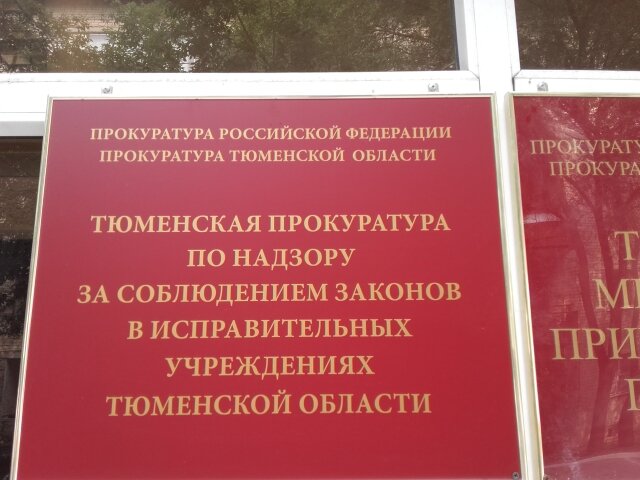 ПРОКУРАТУРА РОССИЙСКОЙ ФЕДЕРАЦИИ
ПРОКУРАТУРА ТЮМЕНСКОЙ ОБЛАСТИ
ТЮМЕНСКАЯ ПРОКУРАТУРА
ПО НАДЗОРУ
ЗА СОБЛЮДЕНИЕМ ЗАКОНОВ
В ИСПРАВИТЕЛЬНЫХ
УЧРЕЖДЕНИЯХ
ТЮМЕНСКОЙ ОБЛАСТИ